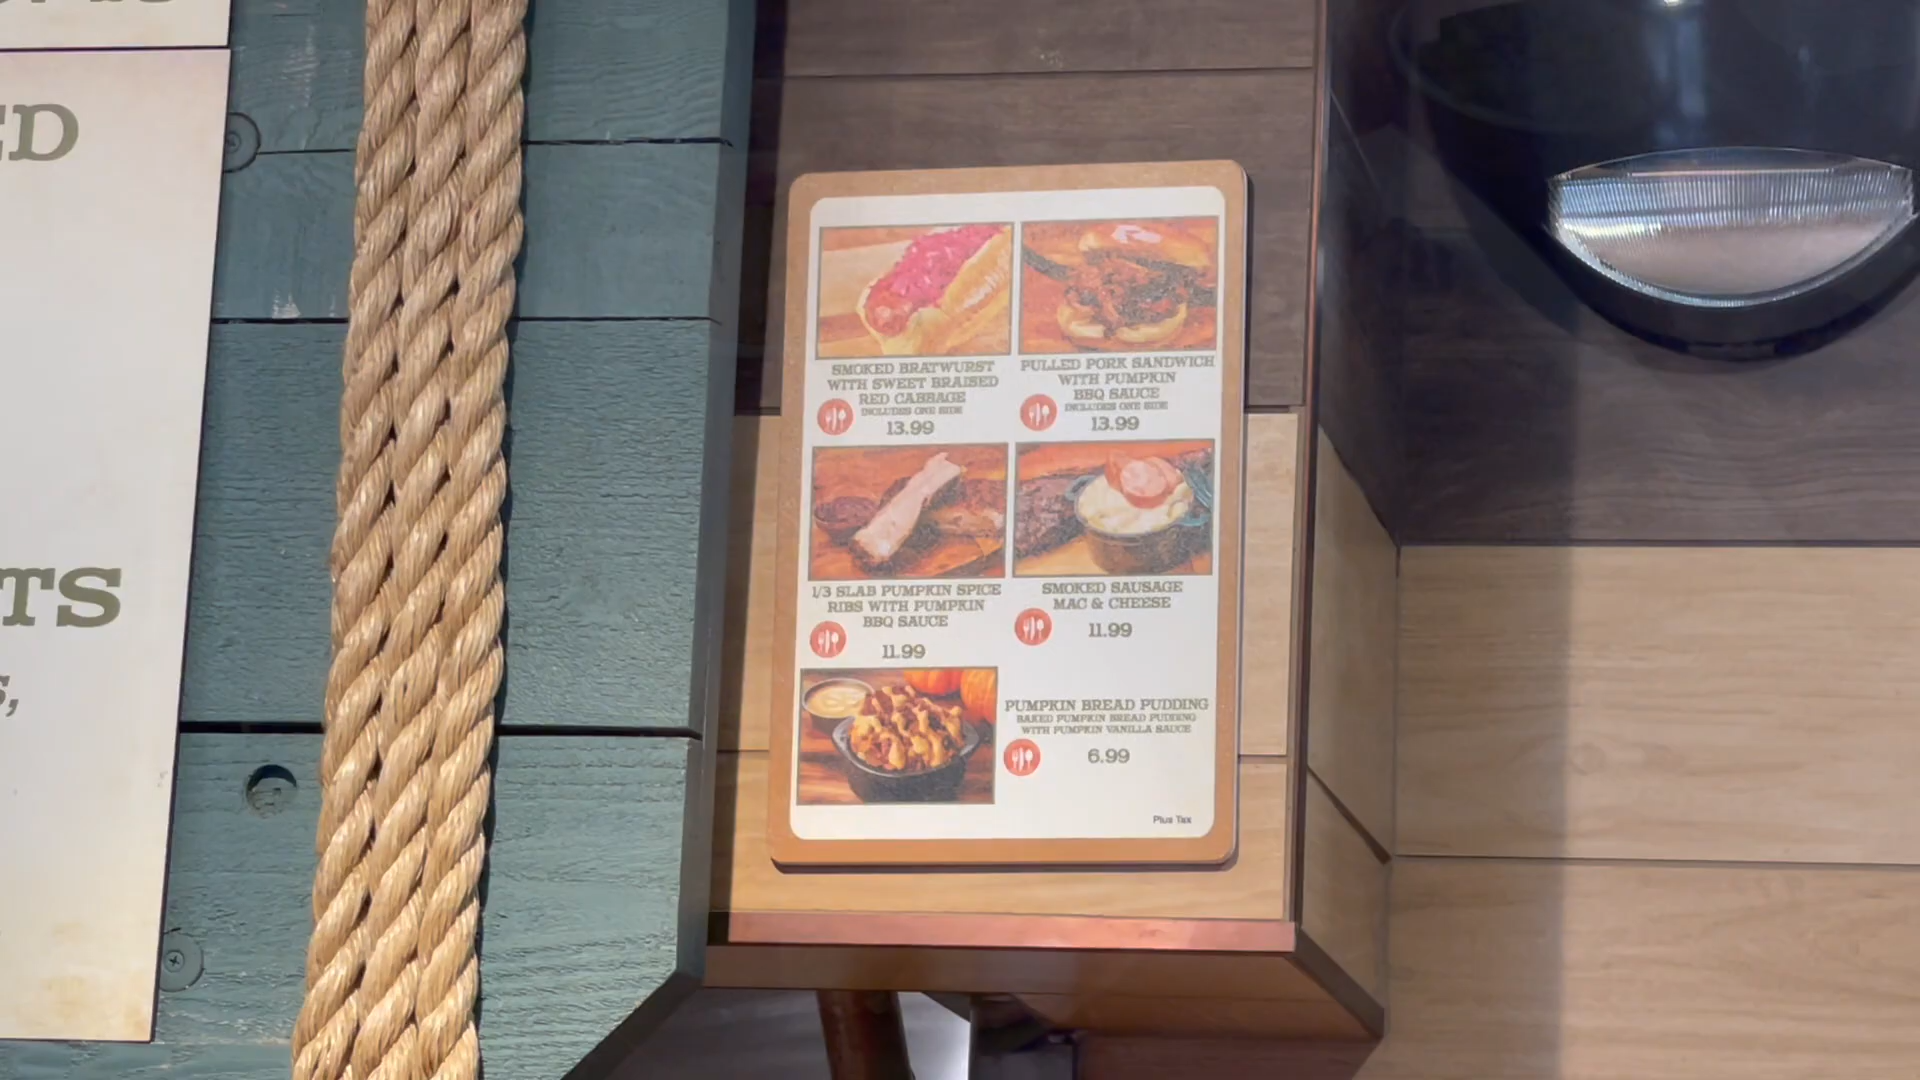 ED
TS
SMOKED BRATWURST
WITH SWEET BRAISED
RED CABBAGE
INCLUDES ONE SIDE
13.99
PULLED PORK SANDWICH
WITH PUMPKIN
BBQ SAUCE
INCLUDES ONE SIDE
13.99
1/3 SLAB PUMPKIN SPICE
RIBS WITH PUMPKIN
BBQ SAUCE
11.99
SMOKED SAUSAGE
MAC & CHEESE
11.99
PUMPKIN BREAD PUDDING
BAKED PUMPKIN BREAD PUDDING
WITH PUMPKIN VANILLA SAUCE
6.99
Plus Tax